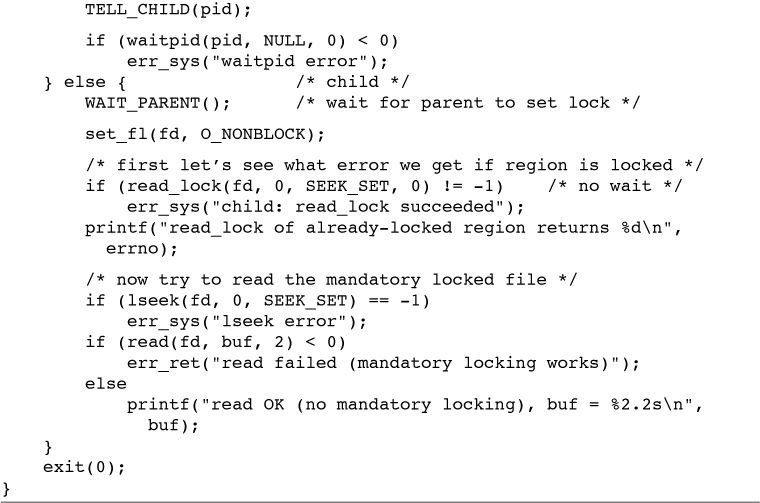 TELL_CHILD(pid);
if (waitpid(pid, NULL, 0) < 0)
err_sys("waitpid error");
} else { /* child */
WAIT_PARENT(); /* wait for parent to set lock */
set_fl(fd, O_NONBLOCK);
/* first let’s see what error we get if region is locked */
if (read_lock(fd, 0, SEEK_SET, 0) != -1) /* no wait */
err_sys("child: read_lock succeeded");
printf("read_lock of already-locked region returns %d\n",
errno);
/* now try to read the mandatory locked file */
if (lseek(fd, 0, SEEK_SET) == -1)
err_sys("lseek error");
if (read(fd, buf, 2) < 0)
err_ret("read failed (mandatory locking works)");
else
printf("read OK (no mandatory locking), buf = %2.2s\n",
buf);
}
exit(0);
}